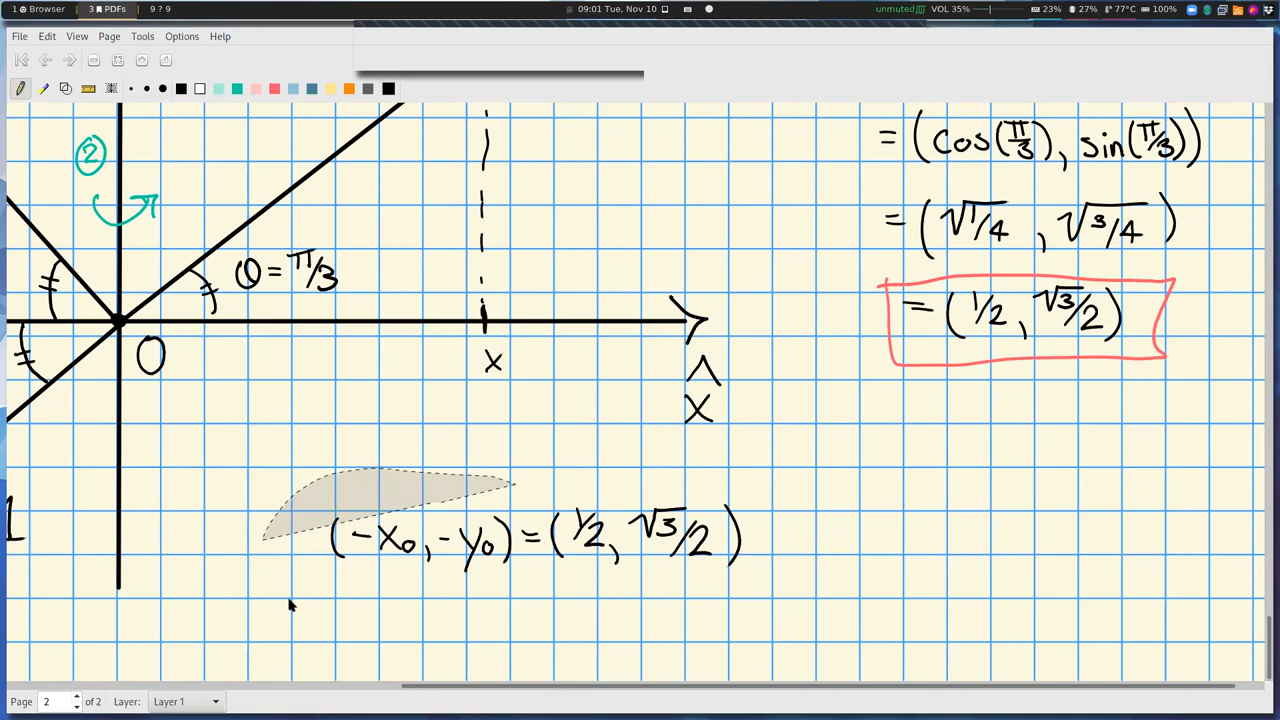 1 Browser 3 PDFs 9 ? 9 09:01 Tue, Nov 10 unmuted VOL 35% 23% 27% 77°C 100%
File Edit View Page Tools Options Help
= (cos(π/3), sin(π/3))
②
= (√1/4, √3/4)
θ = π/3
= (1/2, √3/2)
O
x
^
X
1
(-x₀, -y₀) = (1/2, √3/2)
Page 2 of 2 Layer: Layer 1